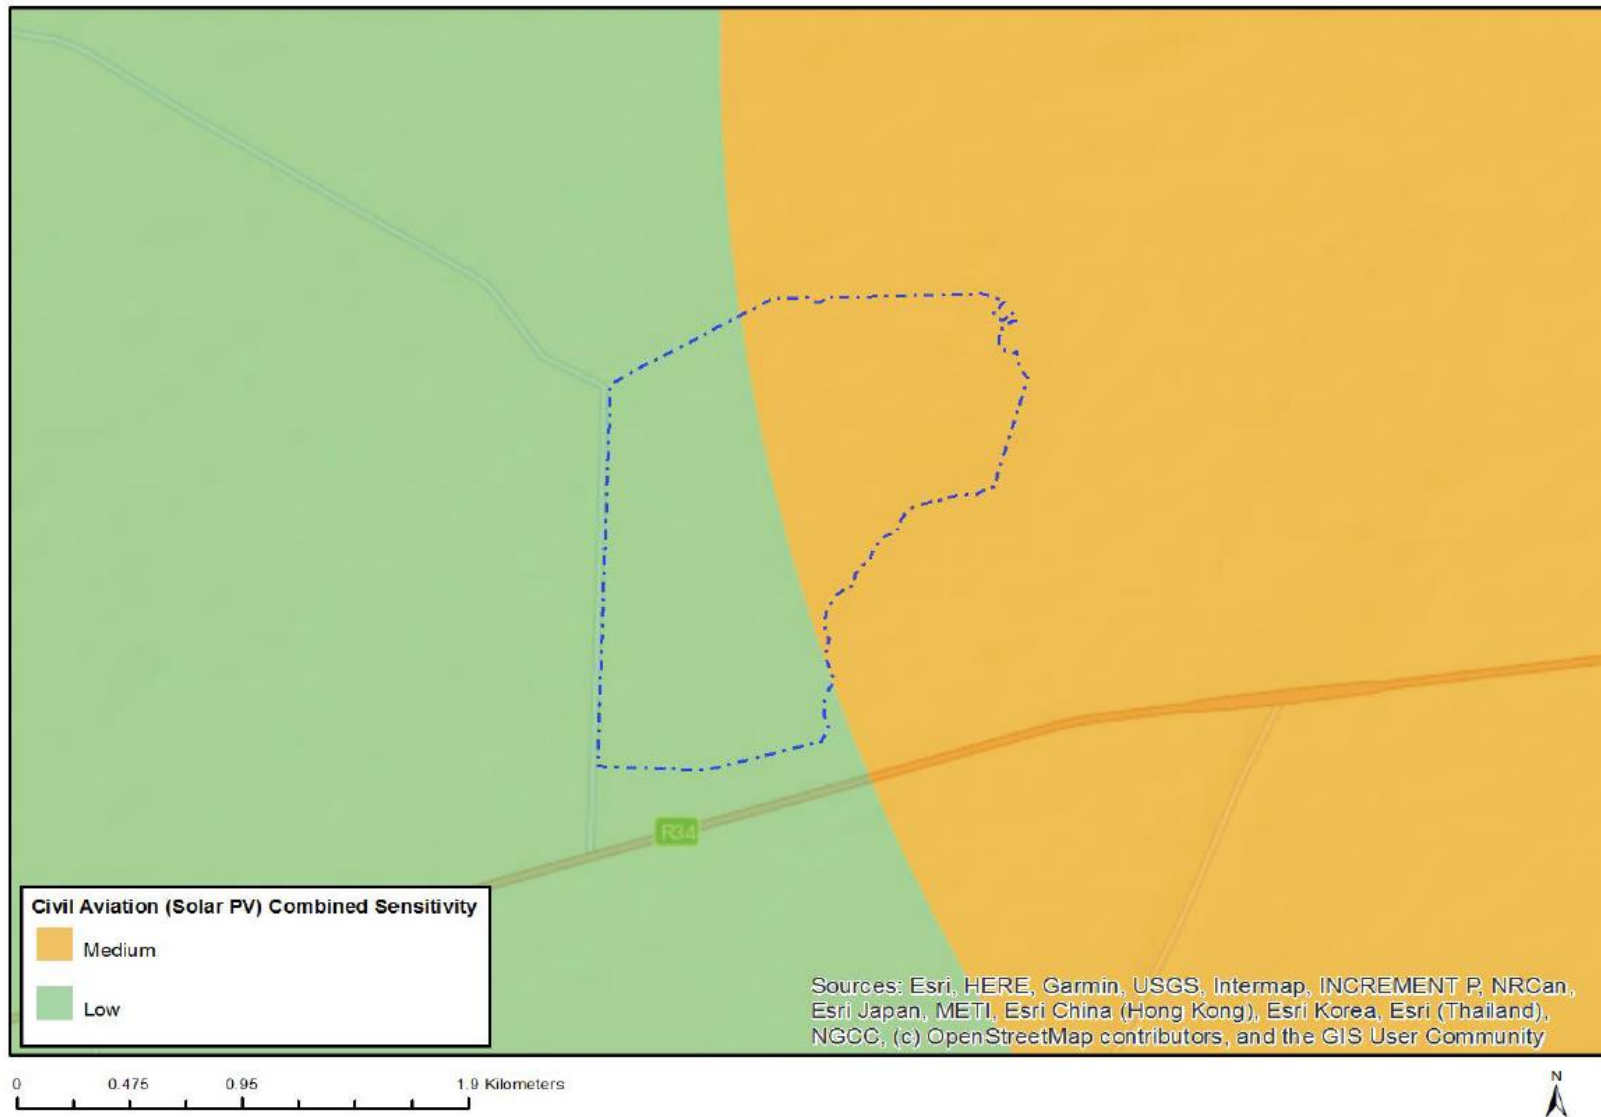 R34
Civil Aviation (Solar PV) Combined Sensitivity
Medium
Low
Sources: Esri, HERE, Garmin, USGS, Intermap, INCREMENT P, NRCan,
Esri Japan, METI, Esri China (Hong Kong), Esri Korea, Esri (Thailand),
NGCC, (c) OpenStreetMap contributors, and the GIS User Community
0 0.475 0.95 1.9 Kilometers
N